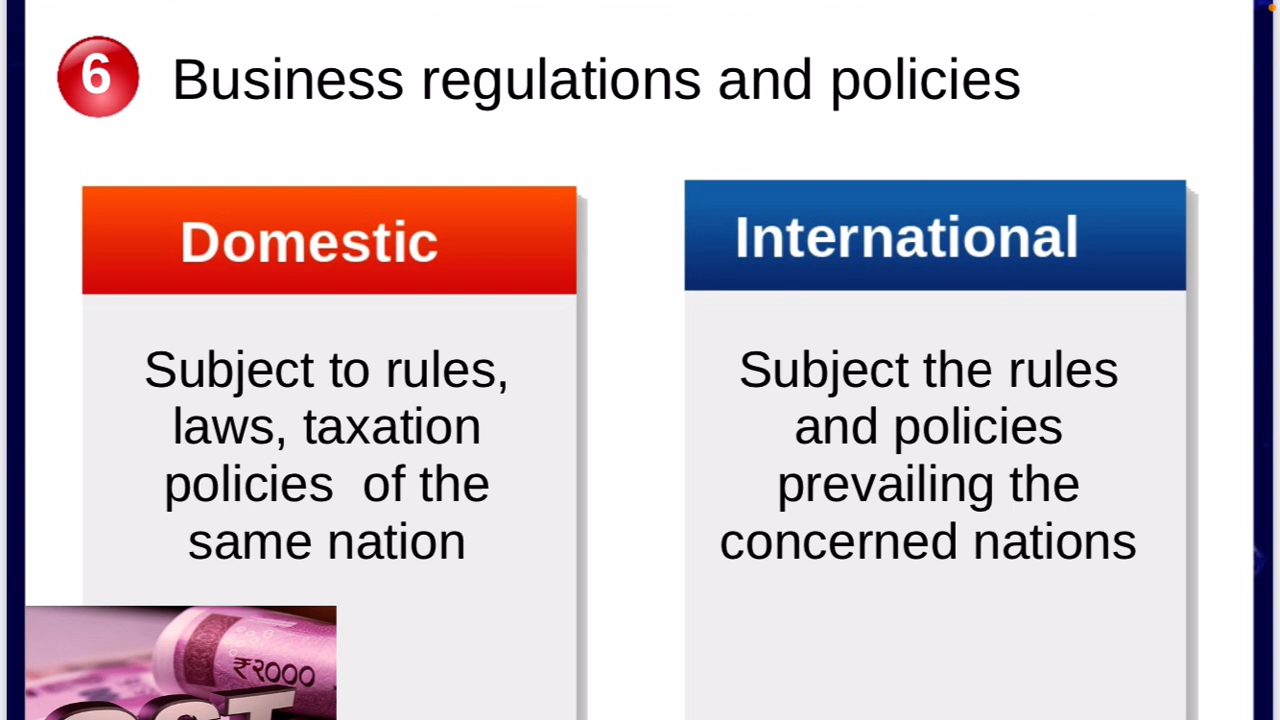 6 Business regulations and policies
Domestic
Subject to rules,
laws, taxation
policies  of the
same nation
International
Subject the rules
and policies
prevailing the
concerned nations
₹2000
GST